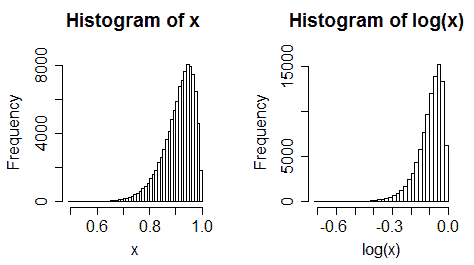 Histogram of x
Frequency
0
4000
8000
0.6
0.8
1.0
x
Histogram of log(x)
Frequency
0
5000
15000
-0.6
-0.3
0.0
log(x)